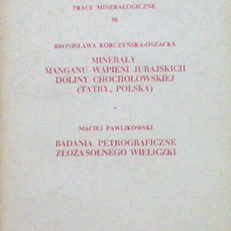 PRACE MINERALOGICZNE
58
BRONISŁAWA KORCZYŃSKA-OSZACKA
MINERAŁY
MANGANU WAPIENI JURAJSKICH
DOLINY CHOCHOŁOWSKIEJ
(TATRY, POLSKA)
MACIEJ PAWLIKOWSKI
BADANIA PETROGRAFICZNE
ZŁOŻA SOLNEGO WIELICZKI